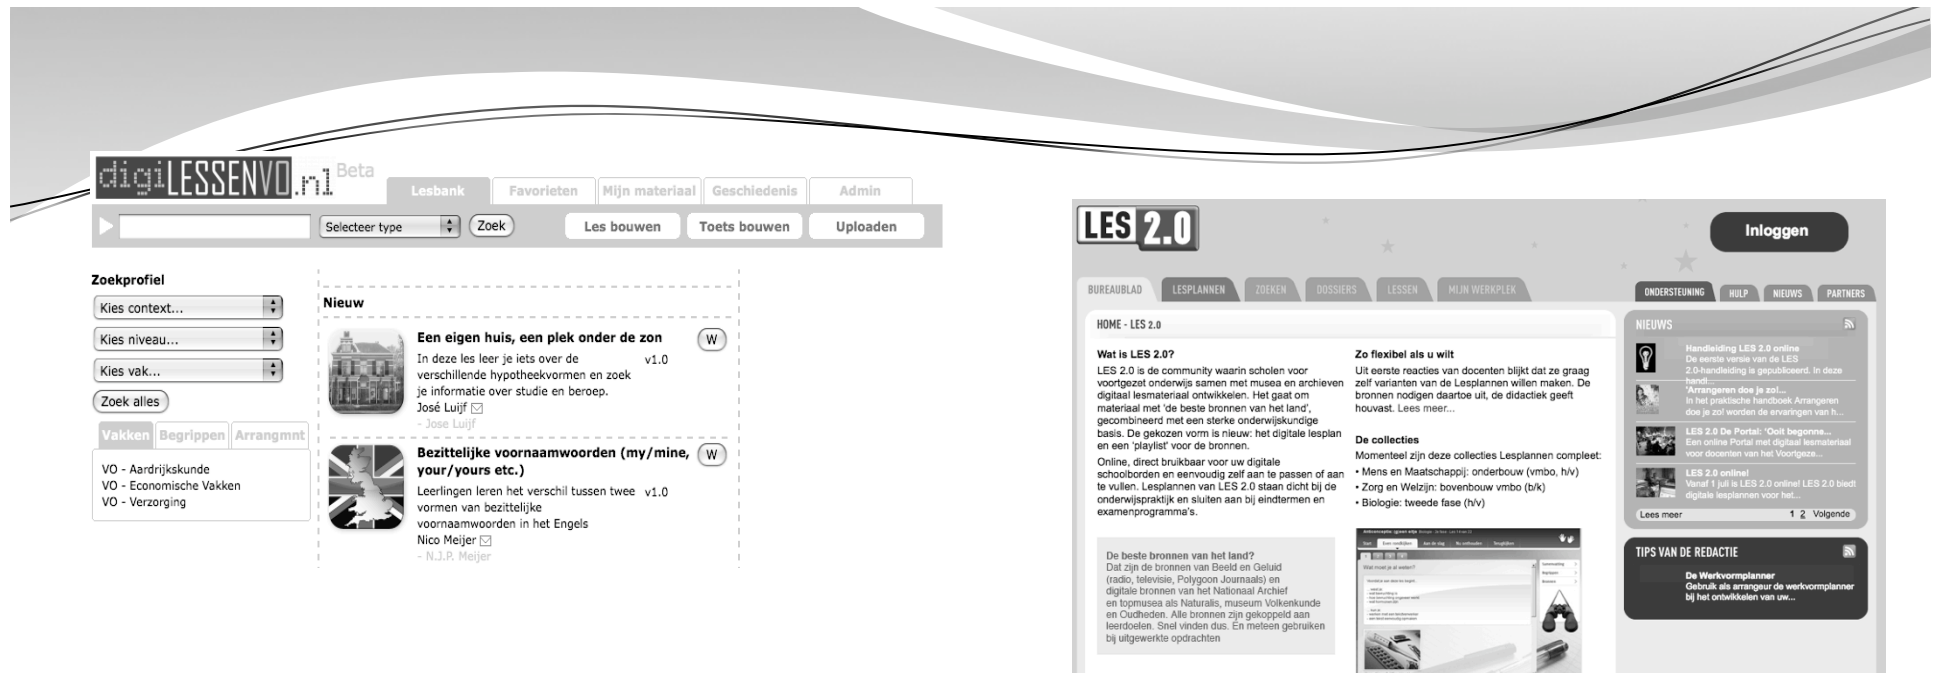 digiLESSENVO.nl Beta
Lesbank Favorieten Mijn materiaal Geschiedenis Admin
Selecteer type Zoek Les bouwen Toets bouwen Uploaden
Zoekprofiel
Kies context...
Kies niveau...
Kies vak...
Zoek alles
Vakken Begrippen Arrangmnt
VO - Aardrijkskunde
VO - Economische Vakken
VO - Verzorging
Nieuw
Een eigen huis, een plek onder de zon W
In deze les leer je iets over de v1.0
verschillende hypotheekvormen en zoek
je informatie over studie en beroep.
José Luijf
- Jose Luijf
Bezittelijke voornaamwoorden (my/mine, W
your/yours etc.)
Leerlingen leren het verschil tussen twee v1.0
vormen van bezittelijke
voornaamwoorden in het Engels
Nico Meijer
- N.J.P. Meijer
LES 2.0
Inloggen
BUREAUBLAD LESPLANNEN ZOEKEN DOSSIERS LESSEN MIJN WERKPLEK
ONDERSTEUNING HULP NIEUWS PARTNERS
HOME - LES 2.0
Wat is LES 2.0?
LES 2.0 is de community waarin scholen voor
voortgezet onderwijs samen met musea en archieven
digitaal lesmateriaal ontwikkelen. Het gaat om
materiaal met 'de beste bronnen van het land',
gecombineerd met een sterke onderwijskundige
basis. De gekozen vorm is nieuw: het digitale lesplan
en een 'playlist' voor de bronnen.
Online, direct bruikbaar voor uw digitale
schoolborden en eenvoudig zelf aan te passen of aan
te vullen. Lesplannen van LES 2.0 staan dicht bij de
onderwijspraktijk en sluiten aan bij eindtermen en
examenprogramma's.
De beste bronnen van het land?
Dat zijn de bronnen van Beeld en Geluid
(radio, televisie, Polygoon Journaals) en
digitale bronnen van het Nationaal Archief
en topmusea als Naturalis, museum Volkenkunde
en Oudheden. Alle bronnen zijn gekoppeld aan
leerdoelen. Snel vinden dus. En meteen gebruiken
bij uitgewerkte opdrachten
Zo flexibel als u wilt
Uit eerste reacties van docenten blijkt dat ze graag
zelf varianten van de Lesplannen willen maken. De
bronnen nodigen daartoe uit, de didactiek geeft
houvast. Lees meer...
De collecties
Momenteel zijn deze collecties Lesplannen compleet:
• Mens en Maatschappij: onderbouw (vmbo, h/v)
• Zorg en Welzijn: bovenbouw vmbo (b/k)
• Biologie: tweede fase (h/v)
Wat moet je al weten?
NIEUWS
Handleiding LES 2.0 online
De eerste versie van de LES
2.0-handleiding is gepubliceerd. In deze
handl...
'Arrangeren doe je zo!...
In het praktische handboek Arrangeren
doe je zo! worden de ervaringen van h...
LES 2.0 De Portal: 'Ooit begonne...
Een online Portal met digitaal lesmateriaal
voor docenten van het Voortgeze...
LES 2.0 online!
Vanaf 1 juli is LES 2.0 online! LES 2.0 biedt
digitale lesplannen voor het...
Lees meer 1 2 Volgende
TIPS VAN DE REDACTIE
De Werkvormplanner
Gebruik als arrangeur de werkvormplanner
bij het ontwikkelen van uw...